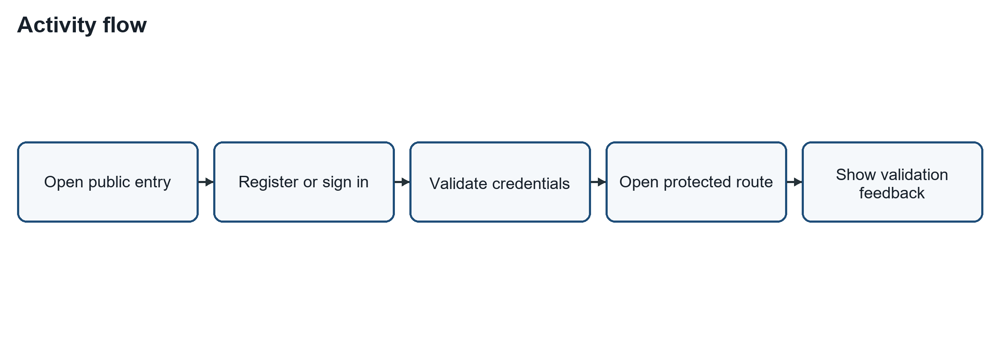 Activity flow
Open public entry
Register or sign in
Validate credentials
Open protected route
Show validation
feedback